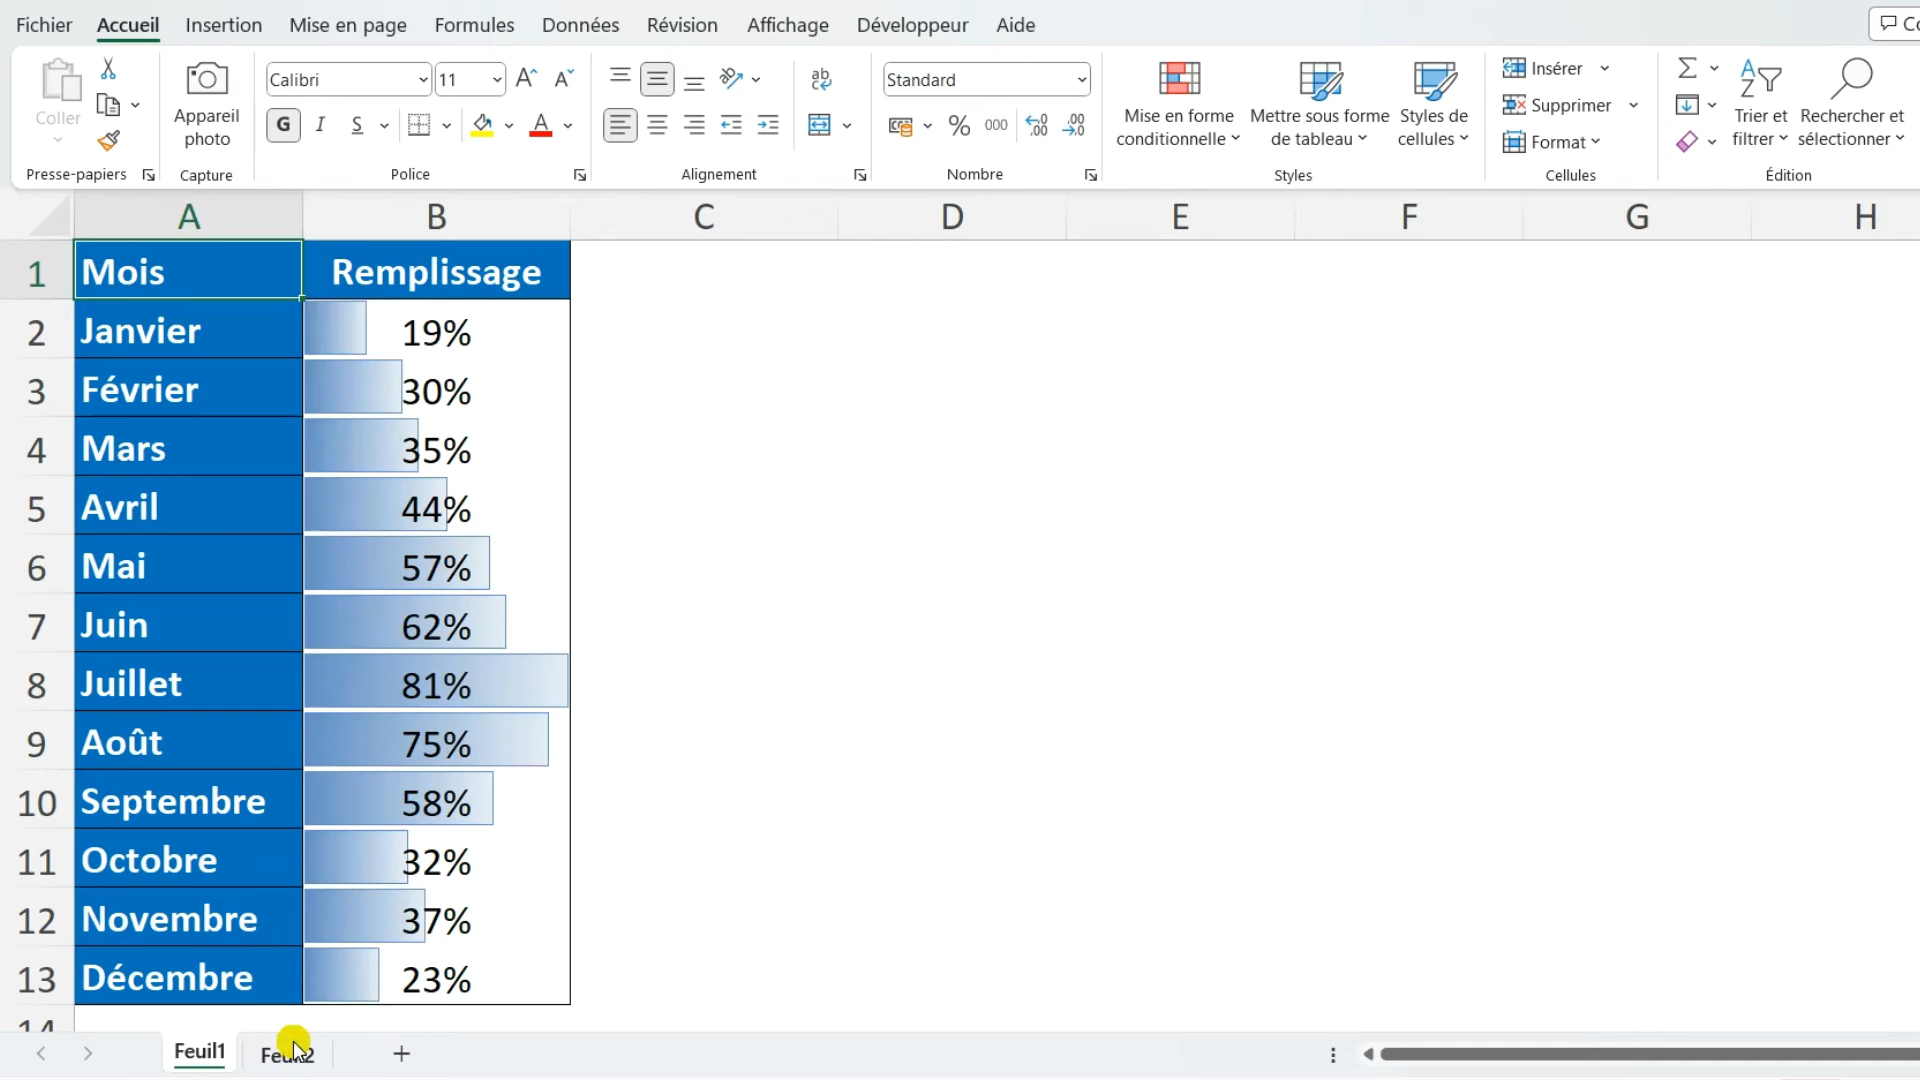 Fichier Accueil Insertion Mise en page Formules Données Révision Affichage Développeur Aide
Coller
Presse-papiers
Appareil
photo
Capture
Calibri 11
G I S
Police
ab
Alignement
Standard
% 000
Nombre
Mise en forme
conditionnelle
Mettre sous forme
de tableau
Styles de
cellules
Styles
Insérer
Supprimer
Format
Cellules
Trier et
filtrer
Rechercher et
sélectionner
Édition
A B C D E F G H
1 Mois Remplissage
2 Janvier 19%
3 Février 30%
4 Mars 35%
5 Avril 44%
6 Mai 57%
7 Juin 62%
8 Juillet 81%
9 Août 75%
10 Septembre 58%
11 Octobre 32%
12 Novembre 37%
13 Décembre 23%
14
Feuil1